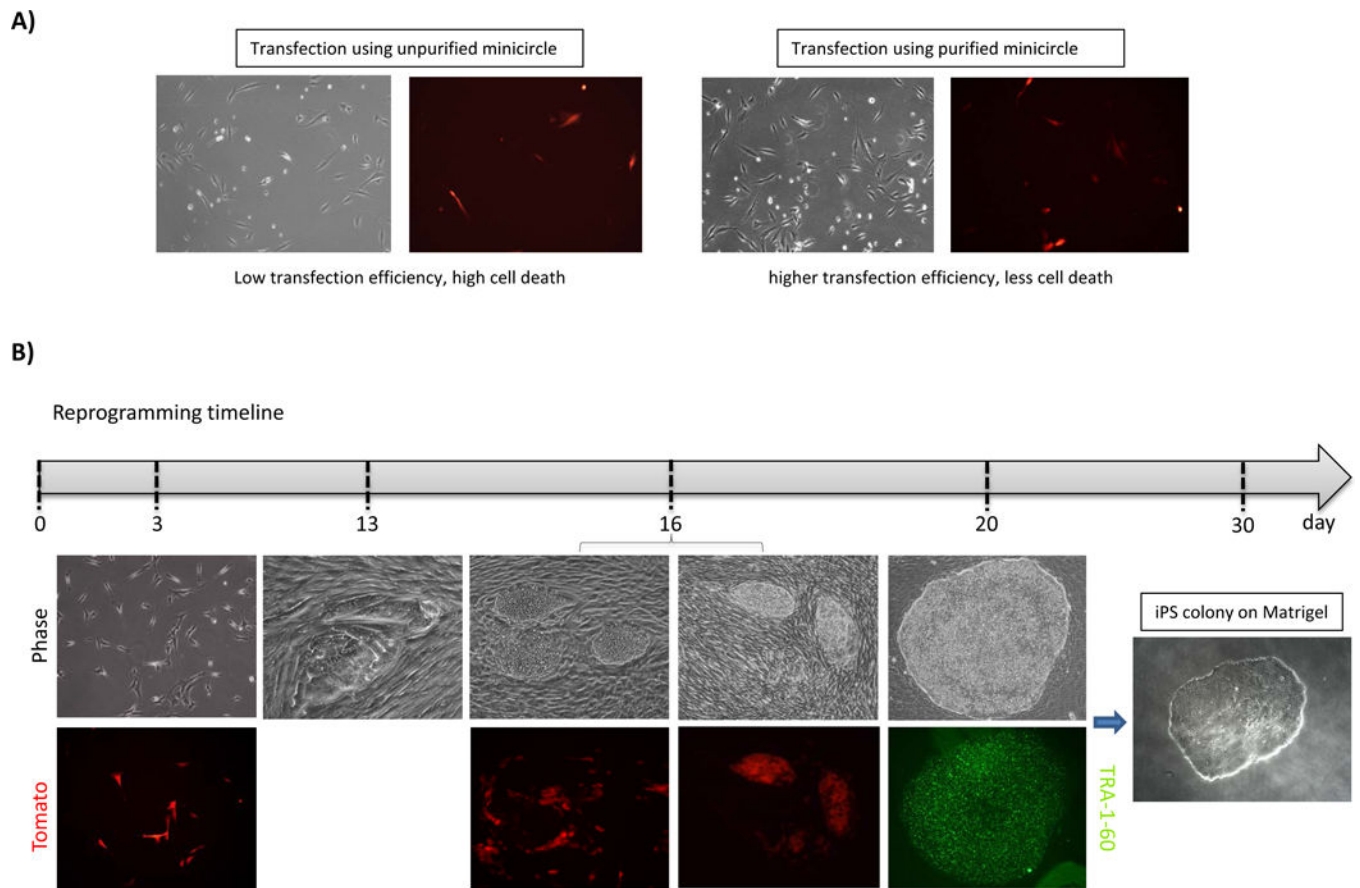 A)
Transfection using unpurified minicircle
Transfection using purified minicircle
Low transfection efficiency, high cell death
higher transfection efficiency, less cell death
B)
Reprogramming timeline
0 3 13 16 20 30 day
Phase
iPS colony on Matrigel
Tomato
TRA-1-60